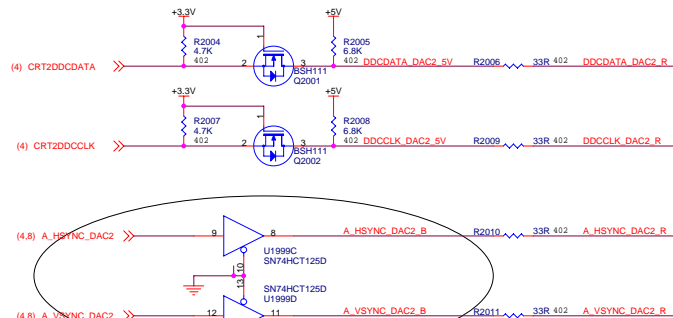 +3.3V +5V
R2004 4.7K 402
1
R2005 6.8K 402
(4) CRT2DDCDATA 2 3 DDCDATA_DAC2_5V R2006 33R 402 DDCDATA_DAC2_R
BSH111
Q2001
+3.3V +5V
R2007 4.7K 402
1
R2008 6.8K 402
(4) CRT2DDCCLK 2 3 DDCCLK_DAC2_5V R2009 33R 402 DDCCLK_DAC2_R
BSH111
Q2002
(4,8) A_HSYNC_DAC2 9 8 A_HSYNC_DAC2_B R2010 33R 402 A_HSYNC_DAC2_R
U1999C
SN74HCT125D
10
13
SN74HCT125D
U1999D
(4,8) A_VSYNC_DAC2 12 11 A_VSYNC_DAC2_B R2011 33R 402 A_VSYNC_DAC2_R